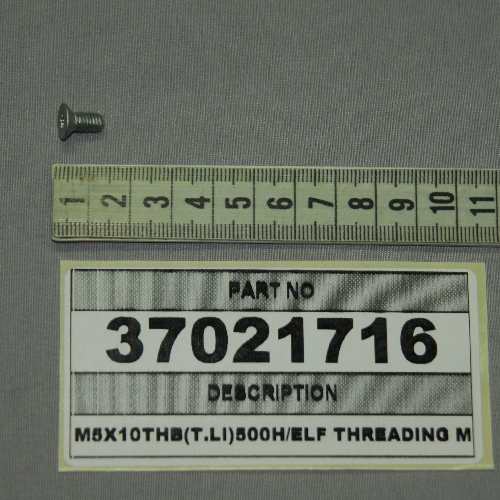 1 2 3 4 5 6 7 8 9 10 11
PART NO
37021716
DESCRIPTION
M5X10THB(T.LI)500H/ELF THREADING M